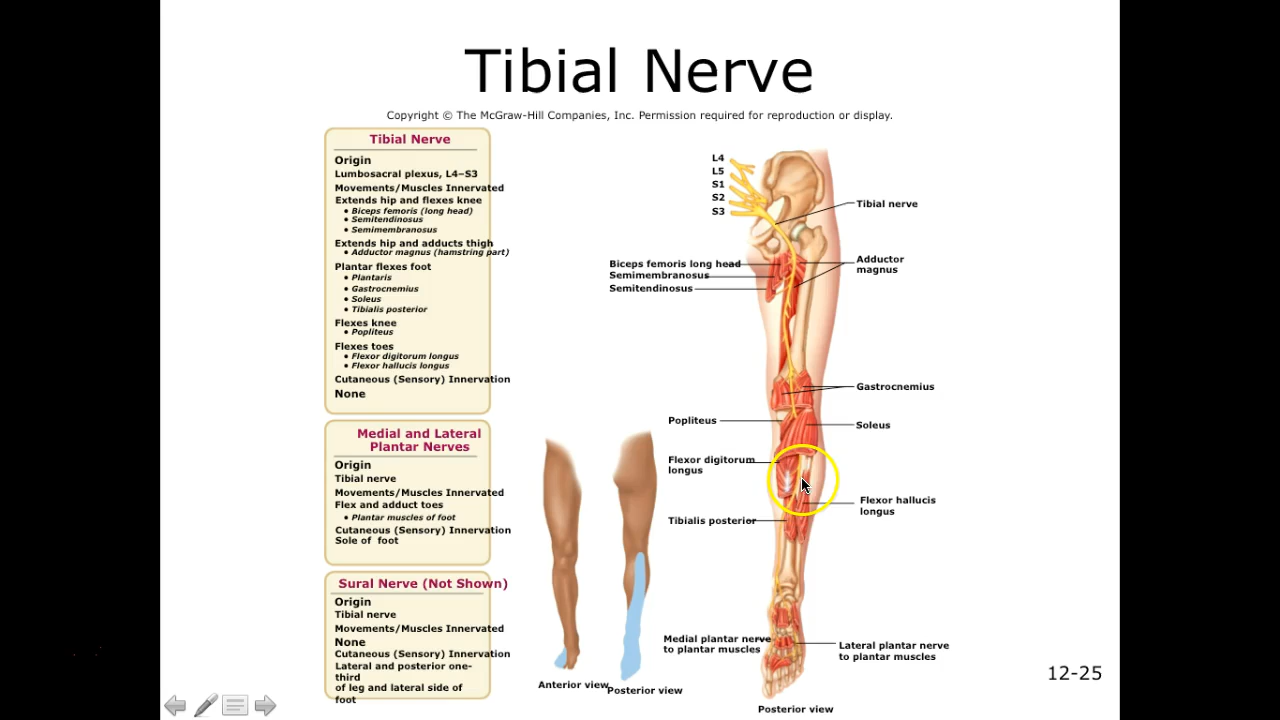 Tibial Nerve
Copyright © The McGraw-Hill Companies, Inc. Permission required for reproduction or display.
Tibial Nerve
Origin
Lumbosacral plexus, L4–S3
Movements/Muscles Innervated
Extends hip and flexes knee
• Biceps femoris (long head)
• Semitendinosus
• Semimembranosus
Extends hip and adducts thigh
• Adductor magnus (hamstring part)
Plantar flexes foot
• Plantaris
• Gastrocnemius
• Soleus
• Tibialis posterior
Flexes knee
• Popliteus
Flexes toes
• Flexor digitorum longus
• Flexor hallucis longus
Cutaneous (Sensory) Innervation
None
Medial and Lateral
Plantar Nerves
Origin
Tibial nerve
Movements/Muscles Innervated
Flex and adduct toes
• Plantar muscles of foot
Cutaneous (Sensory) Innervation
Sole of foot
Sural Nerve (Not Shown)
Origin
Tibial nerve
Movements/Muscles Innervated
None
Cutaneous (Sensory) Innervation
Lateral and posterior one-
third
of leg and lateral side of
foot
Anterior view
Posterior view
L4
L5
S1
S2
S3
Tibial nerve
Biceps femoris long head
Semimembranosus
Semitendinosus
Adductor
magnus
Gastrocnemius
Popliteus
Soleus
Flexor digitorum
longus
Flexor hallucis
longus
Tibialis posterior
Medial plantar nerve
to plantar muscles
Lateral plantar nerve
to plantar muscles
Posterior view
12-25